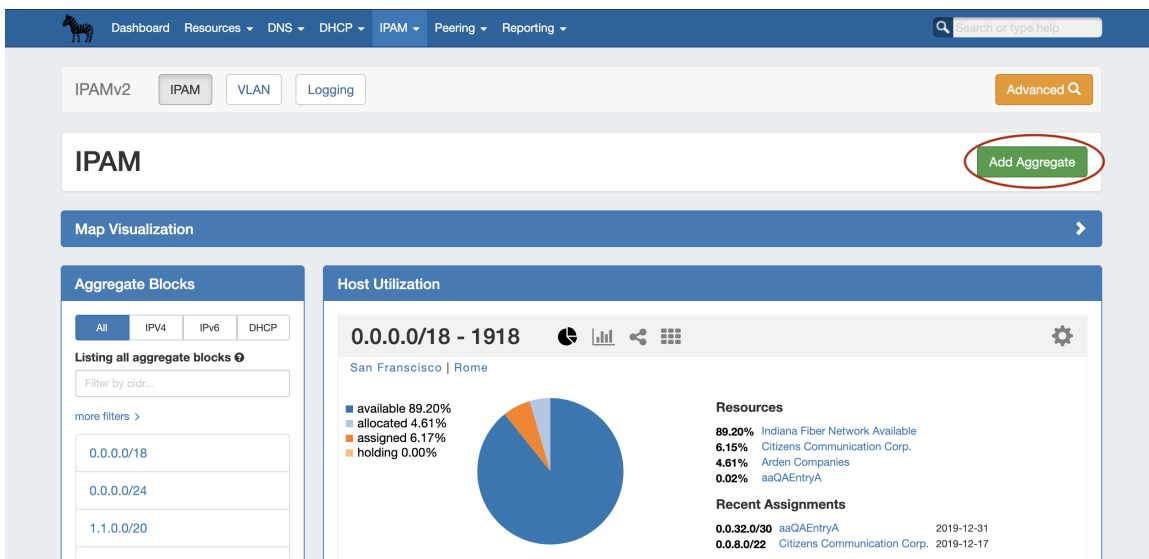 Dashboard Resources DNS DHCP IPAM Peering Reporting Search or type help
IPAMv2 IPAM VLAN Logging Advanced
IPAM Add Aggregate
Map Visualization
Aggregate Blocks
All IPV4 IPv6 DHCP
Listing all aggregate blocks
Filter by cidr...
more filters >
0.0.0.0/18
0.0.0.0/24
1.1.0.0/20
Host Utilization
0.0.0.0/18 - 1918
San Franscisco | Rome
available 89.20%
allocated 4.61%
assigned 6.17%
holding 0.00%
Resources
89.20% Indiana Fiber Network Available
6.15% Citizens Communication Corp.
4.61% Arden Companies
0.02% aaQAEntryA
Recent Assignments
0.0.32.0/30 aaQAEntryA 2019-12-31
0.0.8.0/22 Citizens Communication Corp. 2019-12-17